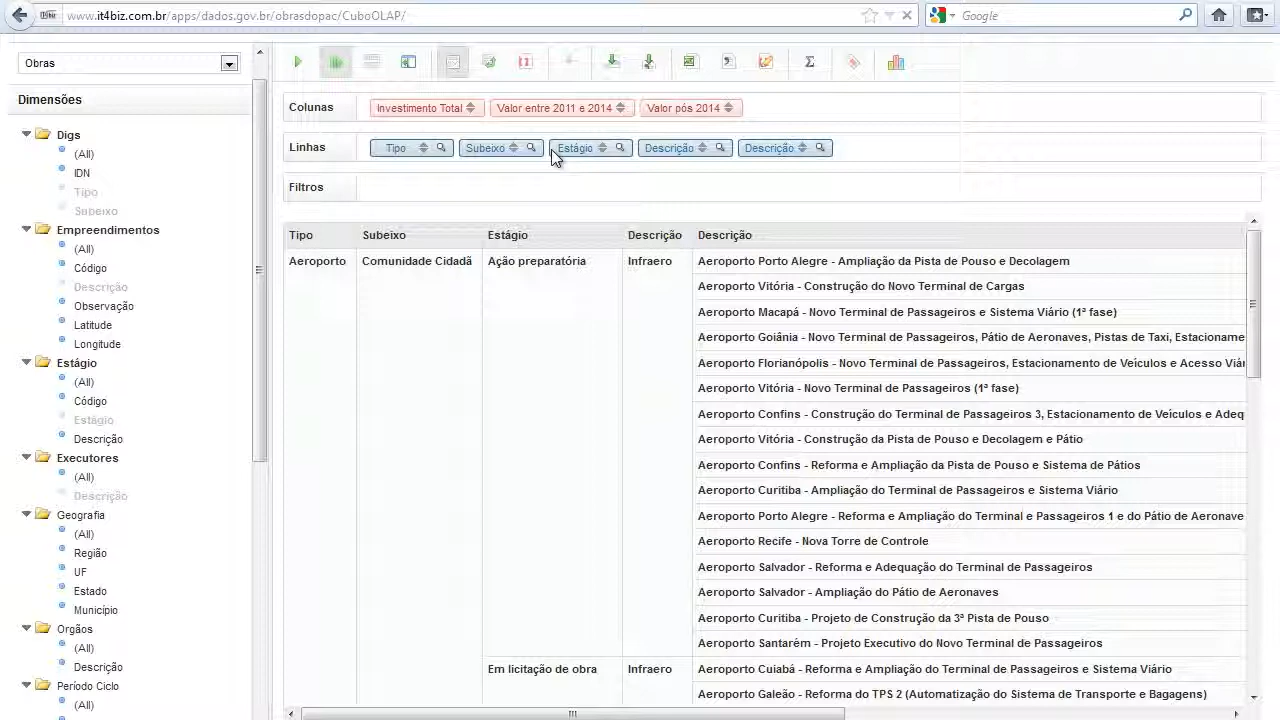 www.it4biz.com.br/apps/dados.gov.br/obrasdopac/CuboOLAP/
Google
Obras
Dimensões
Digs
(All)
IDN
Tipo
Subeixo
Empreendimentos
(All)
Código
Descrição
Observação
Latitude
Longitude
Estágio
(All)
Código
Estágio
Descrição
Executores
(All)
Descrição
Geografia
(All)
Região
UF
Estado
Município
Orgãos
(All)
Descrição
Período Ciclo
(All)
Colunas Investimento Total Valor entre 2011 e 2014 Valor pós 2014
Linhas Tipo Subeixo Estágio Descrição Descrição
Filtros
Tipo Subeixo Estágio Descrição Descrição
Aeroporto Comunidade Cidadã Ação preparatória Infraero Aeroporto Porto Alegre - Ampliação da Pista de Pouso e Decolagem
Aeroporto Vitória - Construção do Novo Terminal de Cargas
Aeroporto Macapá - Novo Terminal de Passageiros e Sistema Viário (1ª fase)
Aeroporto Goiânia - Novo Terminal de Passageiros, Pátio de Aeronaves, Pistas de Taxi, Estacioname
Aeroporto Florianópolis - Novo Terminal de Passageiros, Estacionamento de Veículos e Acesso Viár
Aeroporto Vitória - Novo Terminal de Passageiros (1ª fase)
Aeroporto Confins - Construção do Terminal de Passageiros 3, Estacionamento de Veículos e Adeq
Aeroporto Vitória - Construção da Pista de Pouso e Decolagem e Pátio
Aeroporto Confins - Reforma e Ampliação da Pista de Pouso e Sistema de Pátios
Aeroporto Curitiba - Ampliação do Terminal de Passageiros e Sistema Viário
Aeroporto Porto Alegre - Reforma e Ampliação do Terminal e Passageiros 1 e do Pátio de Aeronave
Aeroporto Recife - Nova Torre de Controle
Aeroporto Salvador - Reforma e Adequação do Terminal de Passageiros
Aeroporto Salvador - Ampliação do Pátio de Aeronaves
Aeroporto Curitiba - Projeto de Construção da 3ª Pista de Pouso
Aeroporto Santarém - Projeto Executivo do Novo Terminal de Passageiros
Em licitação de obra Infraero Aeroporto Cuiabá - Reforma e Ampliação do Terminal de Passageiros e Sistema Viário
Aeroporto Galeão - Reforma do TPS 2 (Automatização do Sistema de Transporte e Bagagens)